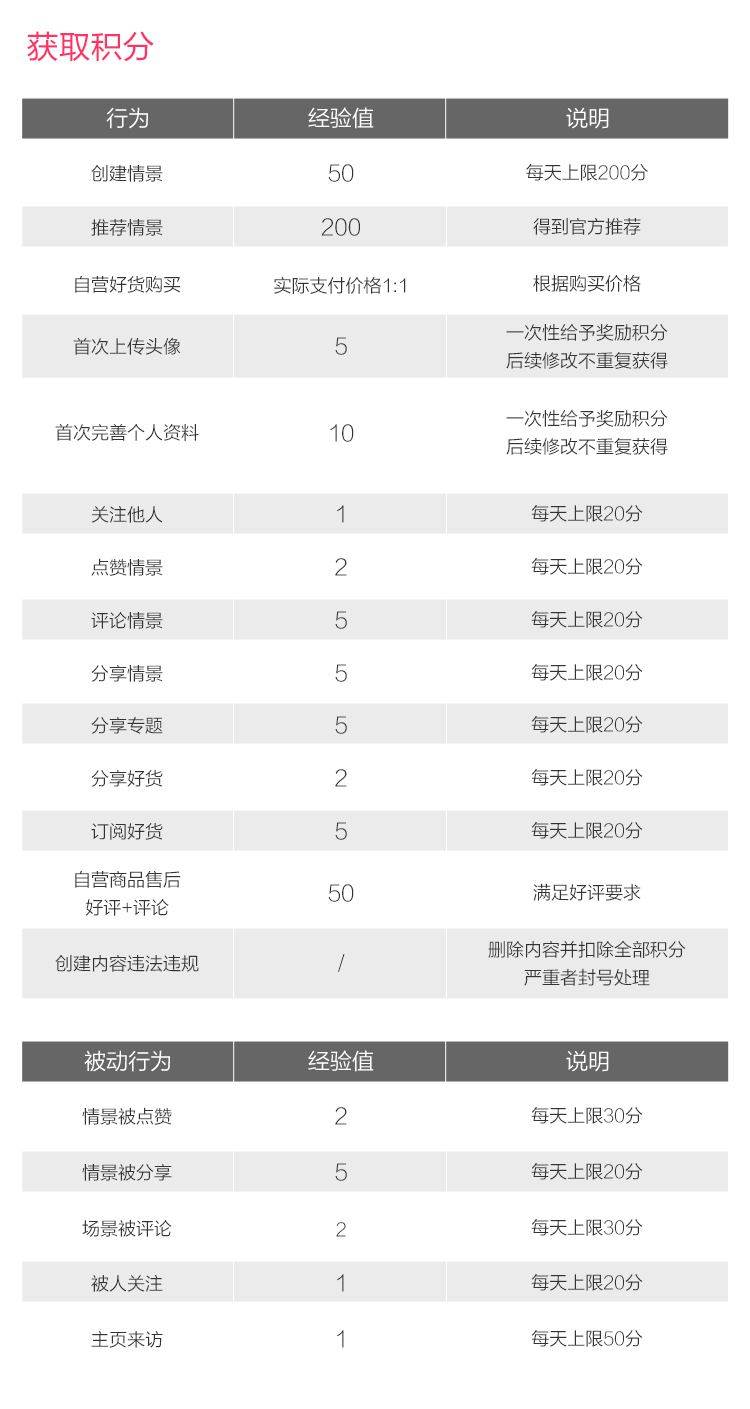 获取积分
行为 经验值 说明
创建情景 50 每天上限200分
推荐情景 200 得到官方推荐
自营好货购买 实际支付价格1:1 根据购买价格
首次上传头像 5 一次性给予奖励积分
后续修改不重复获得
首次完善个人资料 10 一次性给予奖励积分
后续修改不重复获得
关注他人 1 每天上限20分
点赞情景 2 每天上限20分
评论情景 5 每天上限20分
分享情景 5 每天上限20分
分享专题 5 每天上限20分
分享好货 2 每天上限20分
订阅好货 5 每天上限20分
自营商品售后
好评+评论 50 满足好评要求
创建内容违法违规 / 删除内容并扣除全部积分
严重者封号处理
被动行为 经验值 说明
情景被点赞 2 每天上限30分
情景被分享 5 每天上限20分
场景被评论 2 每天上限30分
被人关注 1 每天上限20分
主页来访 1 每天上限50分